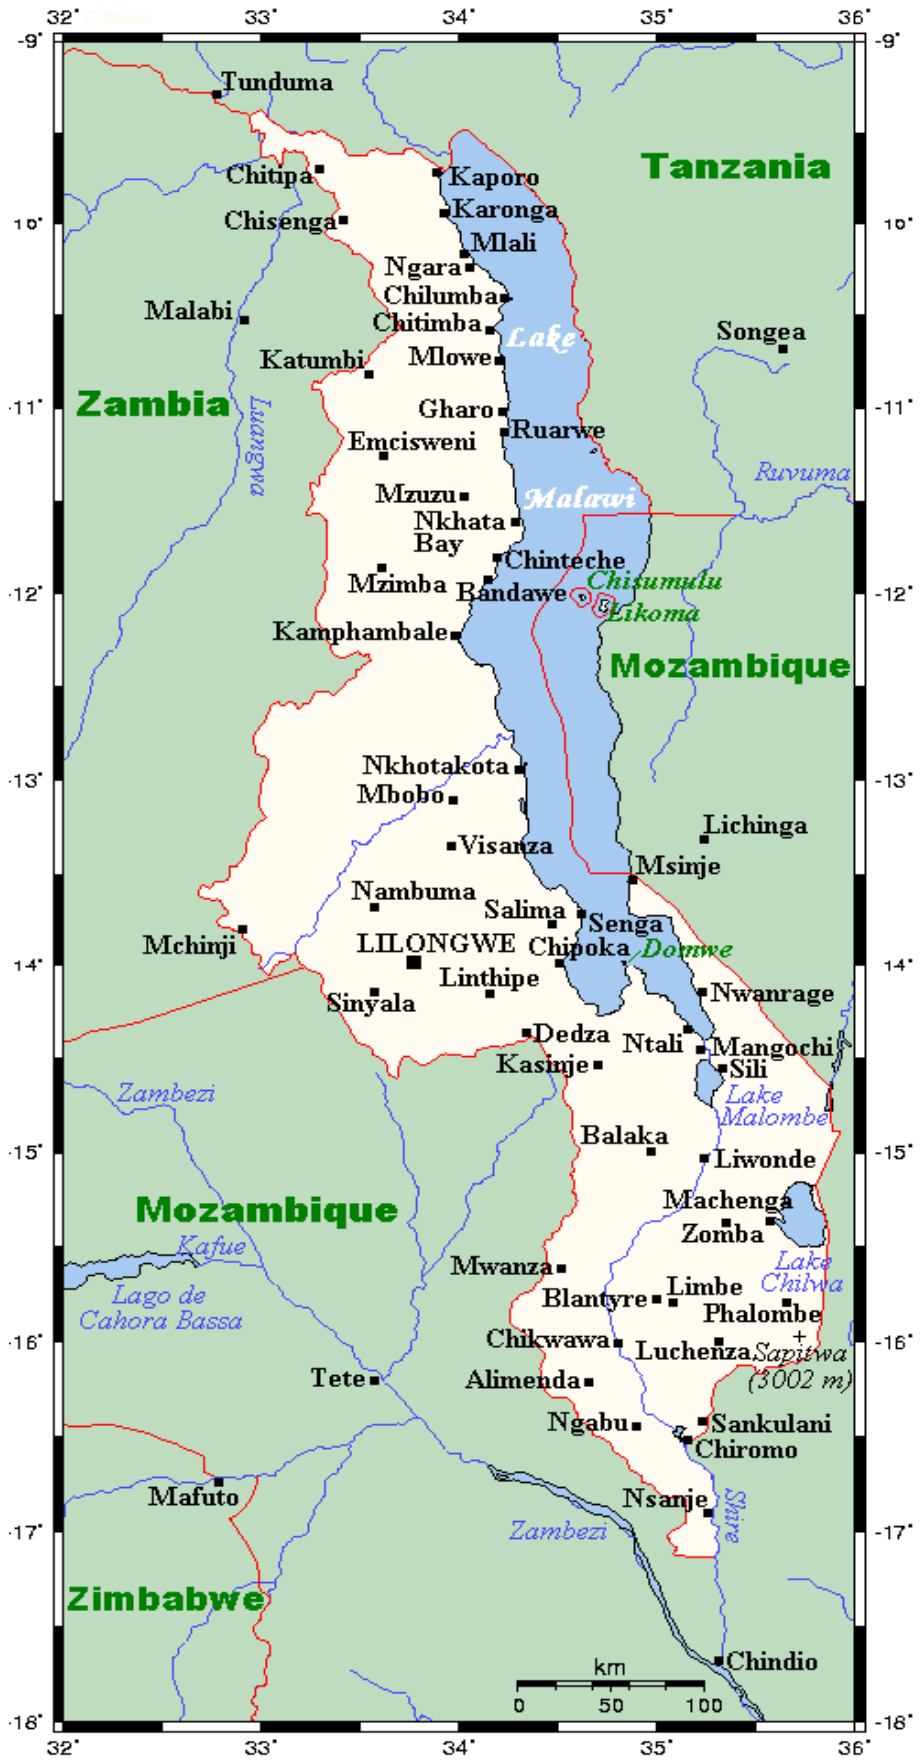 32°
33°
34°
35°
36°
-9°
-9°
Tunduma
Tanzania
Chitipa
Kaporo
Chisenga
Karonga
10°
-10°
Mlali
Ngara
Chilumba
Malabi
Chitimba
Lake
Songea
Katumbi
Mlowe
Zambia
-11°
-11°
Gharo
Luangwa
Ruarwe
Emcisweni
Ruvuma
Mzuzu
Malawi
Nkhata
Bay
Chinteche
Mzimba
Chisumulu
-12°
Bandawe
-12°
Likoma
Kamphambale
Mozambique
Nkhotakota
-13°
-13°
Mbobo
Lichinga
Visanza
Msinje
Nambuma
Salima
Senga
Mchinji
LILONGWE
Chipoka
Domwe
-14°
-14°
Linthipe
Sinyala
Nwanrage
Dedza
Ntali
Mangochi
Kasinje
Sili
Zambezi
Lake
Malombe
Balaka
-15°
-15°
Liwonde
Machenga
Mozambique
Zomba
Kafue
Lake
Chilwa
Mwanza
Lago de
Cahora Bassa
Limbe
Blantyre
Phalombe
-16°
Chikwawa
-16°
Luchenza
Sapitwa
(3002 m)
Tete
Alimenda
Ngabu
Sankulani
Chiromo
Mafuto
Nsanje
Shire
-17°
Zambezi
-17°
Zimbabwe
Chindio
km
0
50
100
-18°
-18°
32°
33°
34°
35°
36°